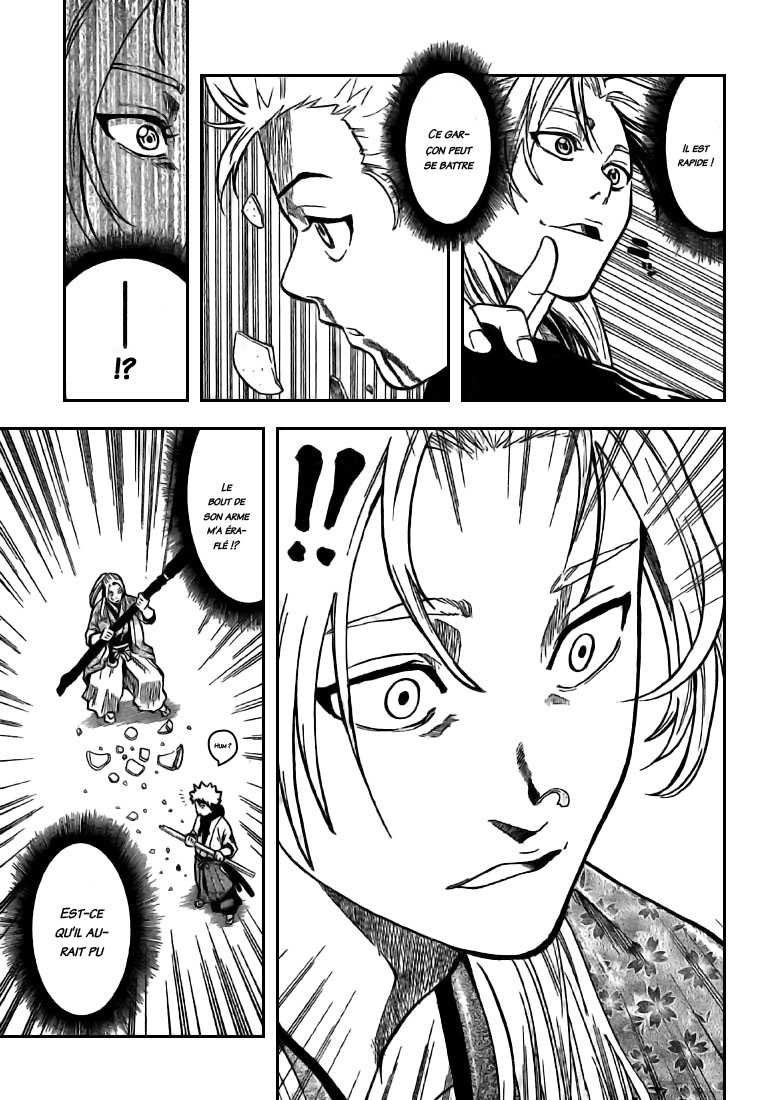 IL EST
RAPIDE !
CE GAR-
ÇON PEUT
SE BATTRE
—
!?
!!
LE
BOUT DE
SON ARME
M'A ÉRA-
FLÉ !?
HUM ?
EST-CE
QU'IL AU-
RAIT PU